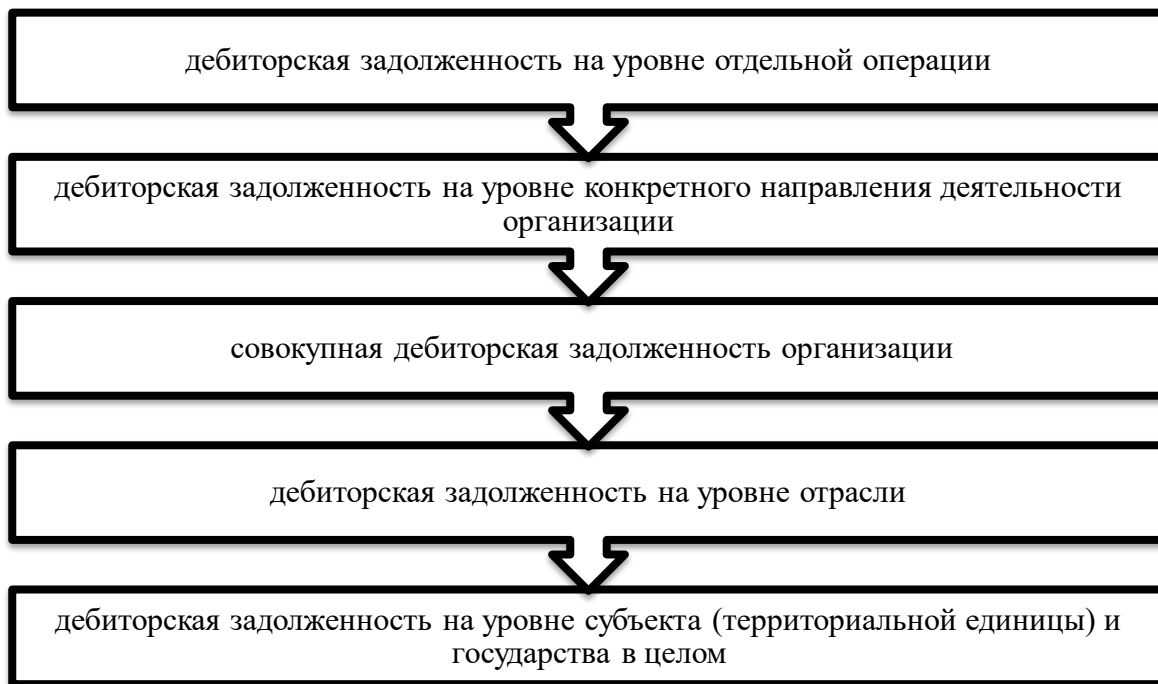 дебиторская задолженность на уровне отдельной операции
дебиторская задолженность на уровне конкретного направления деятельности
организации
совокупная дебиторская задолженность организации
дебиторская задолженность на уровне отрасли
дебиторская задолженность на уровне субъекта (территориальной единицы) и
государства в целом